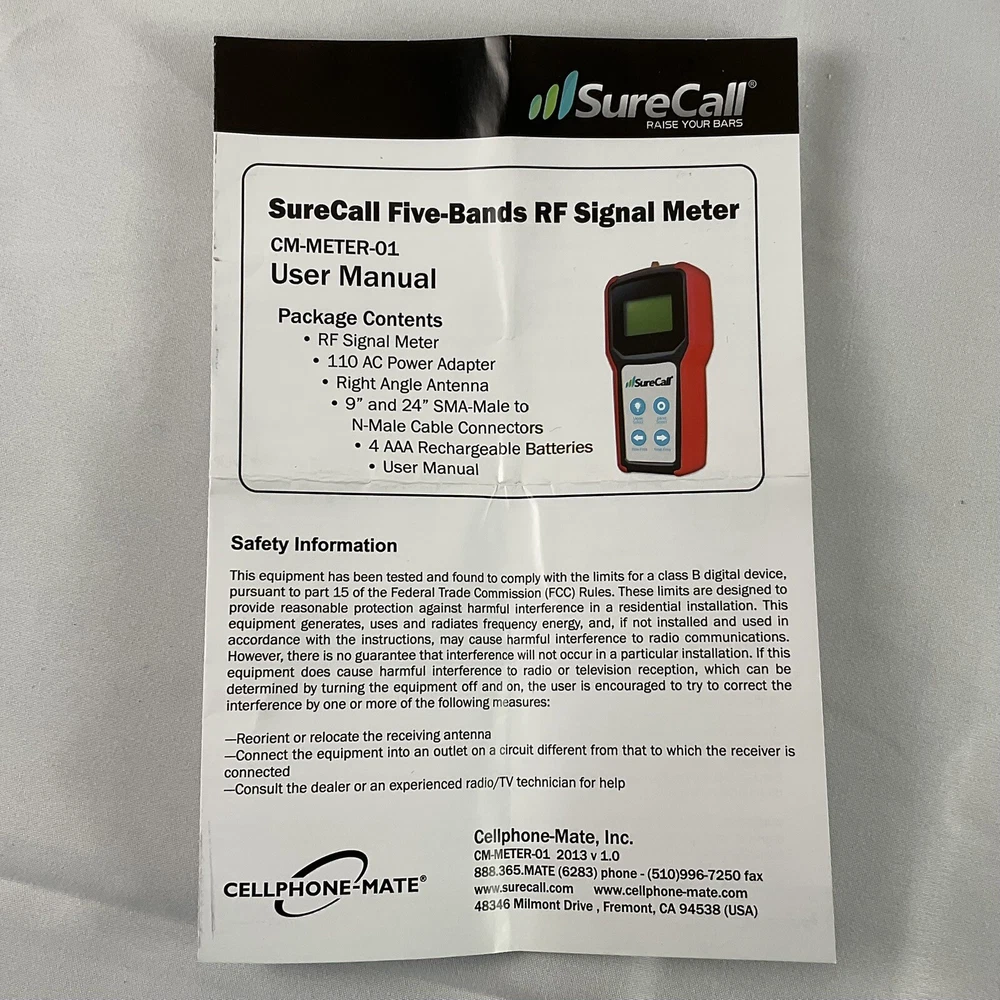 SureCall®
RAISE YOUR BARS
SureCall Five-Bands RF Signal Meter
CM-METER-01
User Manual
Package Contents
• RF Signal Meter
• 110 AC Power Adapter
• Right Angle Antenna
• 9” and 24” SMA-Male to
N-Male Cable Connectors
• 4 AAA Rechargeable Batteries
• User Manual
SureCall
Safety Information
This equipment has been tested and found to comply with the limits for a class B digital device,
pursuant to part 15 of the Federal Trade Commission (FCC) Rules. These limits are designed to
provide reasonable protection against harmful interference in a residential installation. This
equipment generates, uses and radiates frequency energy, and, if not installed and used in
accordance with the instructions, may cause harmful interference to radio communications.
However, there is no guarantee that interference will not occur in a particular installation. If this
equipment does cause harmful interference to radio or television reception, which can be
determined by turning the equipment off and on, the user is encouraged to try to correct the
interference by one or more of the following measures:
—Reorient or relocate the receiving antenna
—Connect the equipment into an outlet on a circuit different from that to which the receiver is
connected
—Consult the dealer or an experienced radio/TV technician for help
CELLPHONE-MATE®
Cellphone-Mate, Inc.
CM-METER-01 2013 v 1.0
888.365.MATE (6283) phone - (510)996-7250 fax
www.surecall.com www.cellphone-mate.com
48346 Milmont Drive , Fremont, CA 94538 (USA)